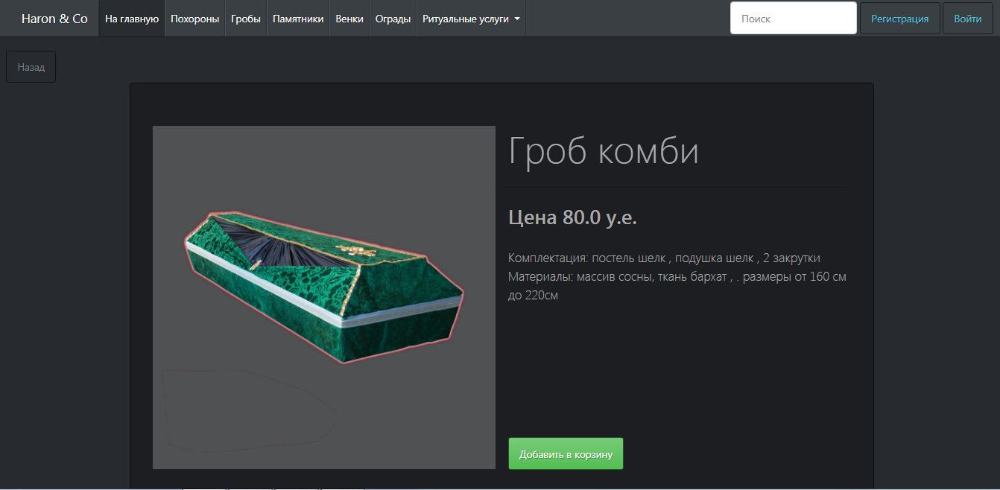 Haron & Co На главную Похороны Гробы Памятники Венки Ограды Ритуальные услуги Поиск Регистрация Войти
Назад
Гроб комби
Цена 80.0 у.е.
Комплектация: постель шелк , подушка шелк , 2 закрутки
Материалы: массив сосны, ткань бархат , . размеры от 160 см
до 220см
Добавить в корзину